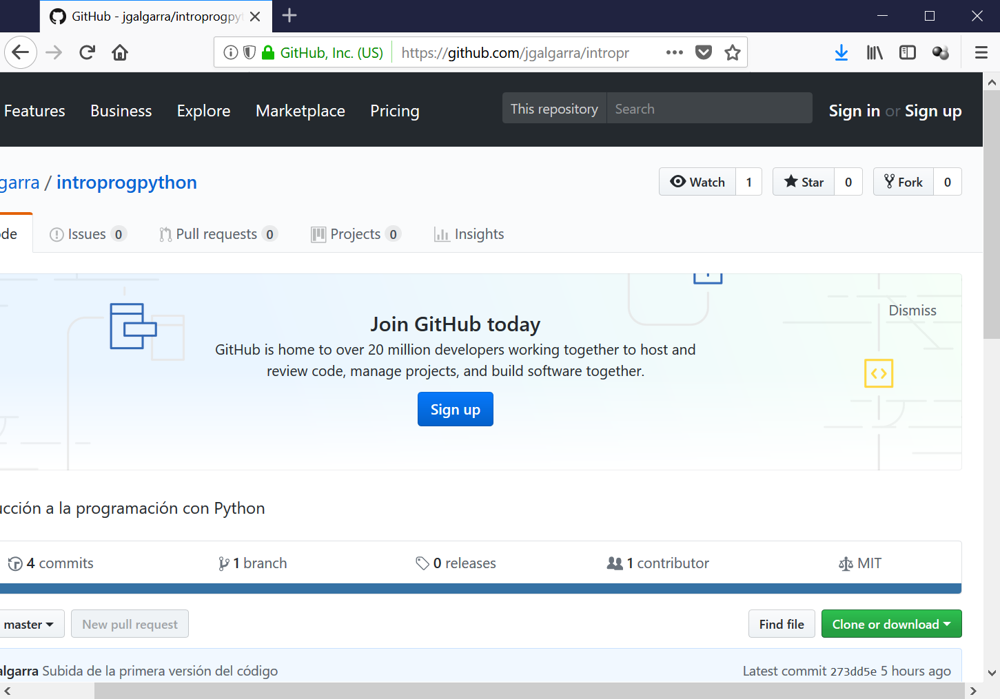 GitHub - jgalgarra/introprogpyt
GitHub, Inc. (US) https://github.com/jgalgarra/intropr
Features Business Explore Marketplace Pricing This repository Search Sign in or Sign up
garra / introprogpython Watch 1 Star 0 Fork 0
de Issues 0 Pull requests 0 Projects 0 Insights
Dismiss
Join GitHub today
GitHub is home to over 20 million developers working together to host and
review code, manage projects, and build software together.
Sign up
ucción a la programación con Python
4 commits 1 branch 0 releases 1 contributor MIT
master New pull request Find file Clone or download
algarra Subida de la primera versión del código Latest commit 273dd5e 5 hours ago